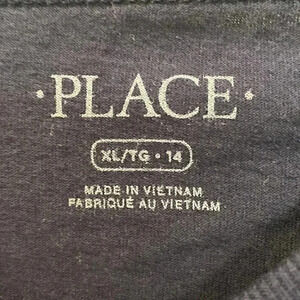 · PLACE ·
XL/TG · 14
MADE IN VIETNAM
FABRIQUÉ AU VIETNAM